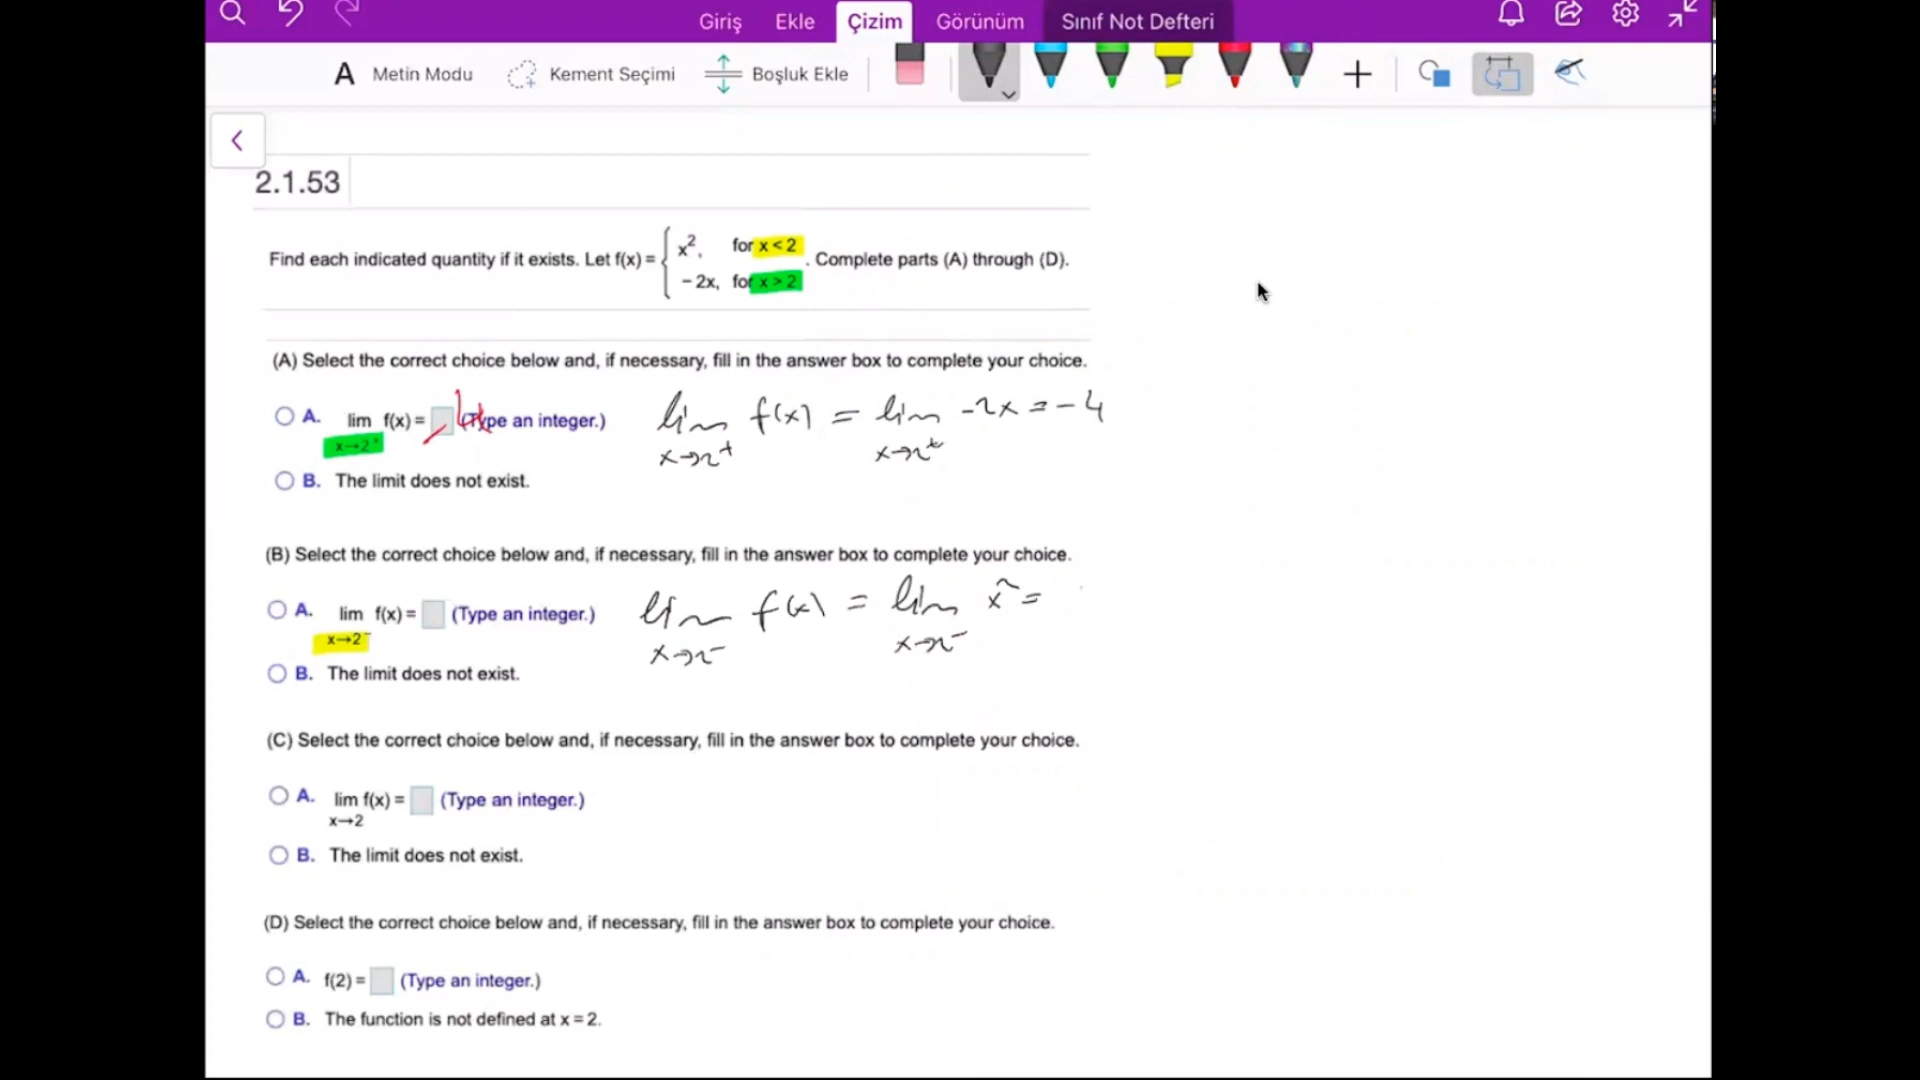 Giriş Ekle Çizim Görünüm Sınıf Not Defteri
A Metin Modu Kement Seçimi Boşluk Ekle
2.1.53
Find each indicated quantity if it exists. Let f(x) = { x², for x < 2
- 2x, for x > 2 . Complete parts (A) through (D).
(A) Select the correct choice below and, if necessary, fill in the answer box to complete your choice.
A. lim f(x) = (Type an integer.) lim f(x) = lim -2x = -4
x→2⁺ x→2⁺ x→2⁺
B. The limit does not exist.
(B) Select the correct choice below and, if necessary, fill in the answer box to complete your choice.
A. lim f(x) = (Type an integer.) lim f(x) = lim x² =
x→2⁻ x→2⁻ x→2⁻
B. The limit does not exist.
(C) Select the correct choice below and, if necessary, fill in the answer box to complete your choice.
A. lim f(x) = (Type an integer.)
x→2
B. The limit does not exist.
(D) Select the correct choice below and, if necessary, fill in the answer box to complete your choice.
A. f(2) = (Type an integer.)
B. The function is not defined at x = 2.